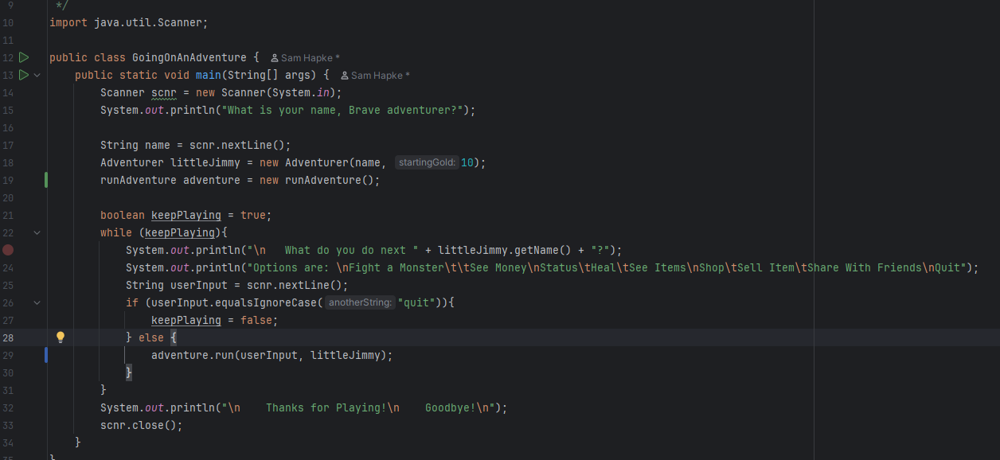 9 */
10 import java.util.Scanner;
11
12 public class GoingOnAnAdventure { Sam Hapke *
13 public static void main(String[] args) { Sam Hapke *
14 Scanner scnr = new Scanner(System.in);
15 System.out.println("What is your name, Brave adventurer?");
16
17 String name = scnr.nextLine();
18 Adventurer littleJimmy = new Adventurer(name, startingGold: 10);
19 runAdventure adventure = new runAdventure();
20
21 boolean keepPlaying = true;
22 while (keepPlaying){
System.out.println("\n   What do you do next " + littleJimmy.getName() + "?");
24 System.out.println("Options are: \nFight a Monster\t\tSee Money\nStatus\tHeal\tSee Items\nShop\tSell Item\tShare With Friends\nQuit");
25 String userInput = scnr.nextLine();
26 if (userInput.equalsIgnoreCase( anotherString: "quit")){
27 keepPlaying = false;
28 } else {
29 adventure.run(userInput, littleJimmy);
30 }
31 }
32 System.out.println("\n    Thanks for Playing!\n    Goodbye!\n");
33 scnr.close();
34 }
35 }